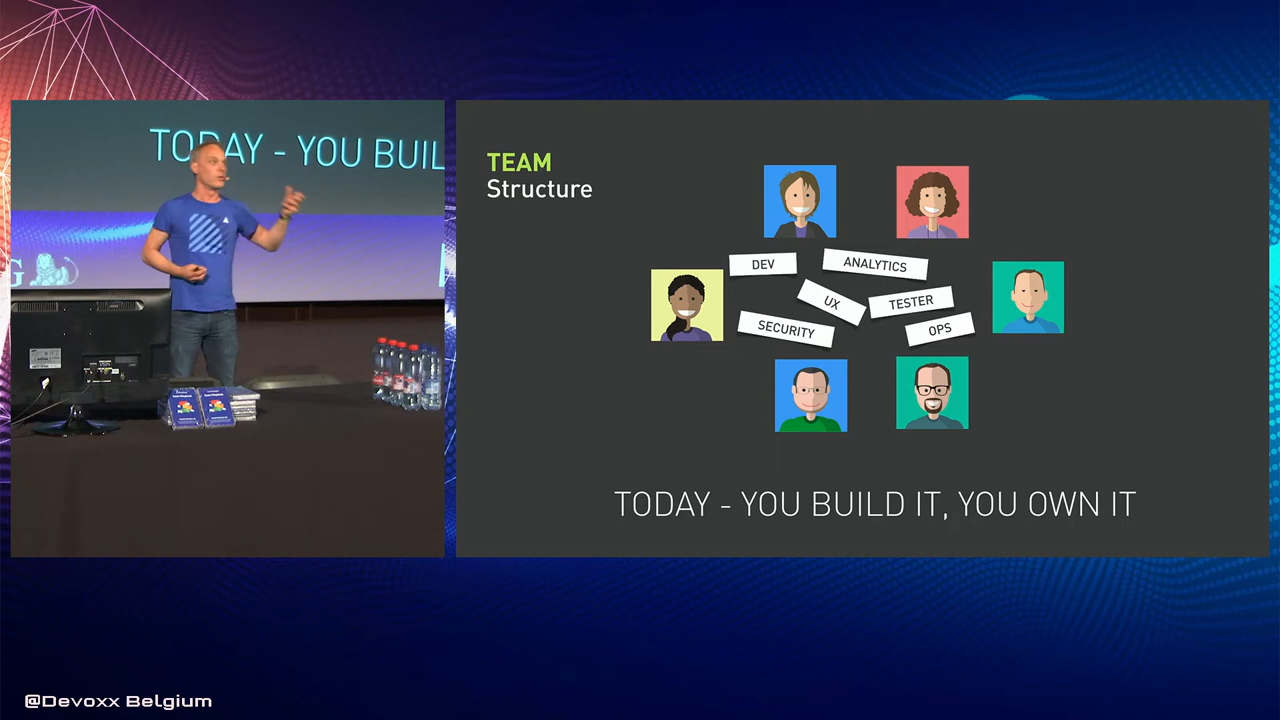 TODAY - YOU BUIL
G
TEAM
Structure
DEV
ANALYTICS
UX
TESTER
SECURITY
OPS
TODAY - YOU BUILD IT, YOU OWN IT
@Devoxx Belgium